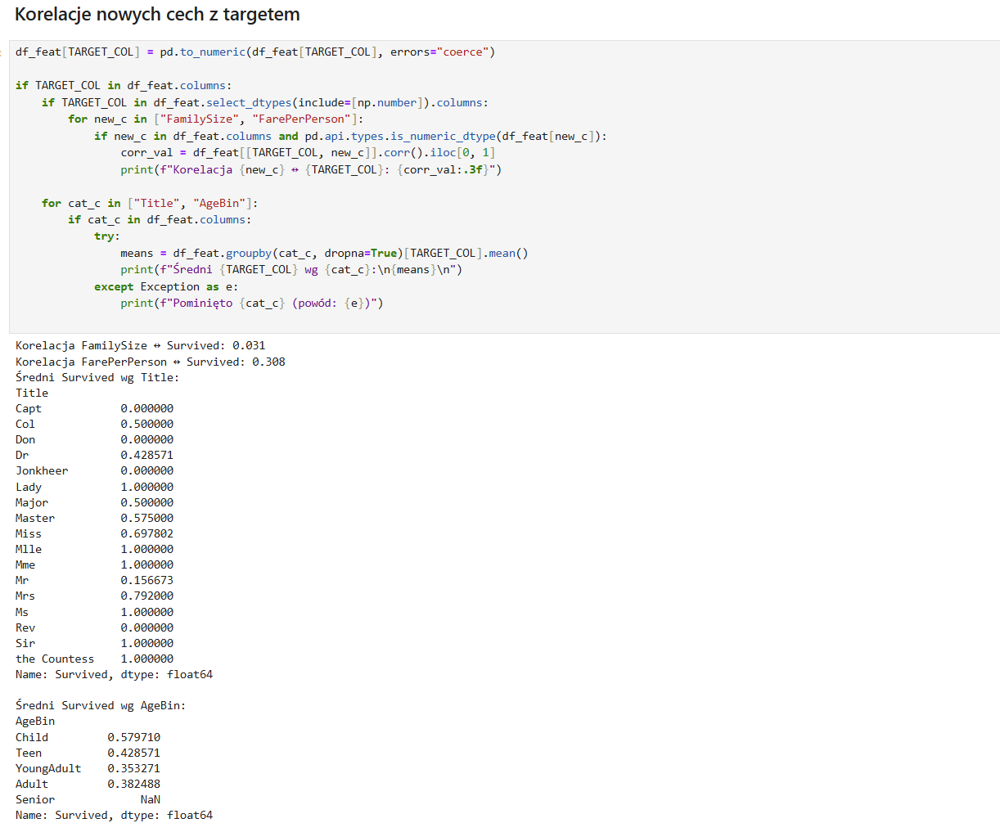 Korelacje nowych cech z targetem
df_feat[TARGET_COL] = pd.to_numeric(df_feat[TARGET_COL], errors="coerce")
if TARGET_COL in df_feat.columns:
    if TARGET_COL in df_feat.select_dtypes(include=[np.number]).columns:
        for new_c in ["FamilySize", "FarePerPerson"]:
            if new_c in df_feat.columns and pd.api.types.is_numeric_dtype(df_feat[new_c]):
                corr_val = df_feat[[TARGET_COL, new_c]].corr().iloc[0, 1]
                print(f"Korelacja {new_c} ↔ {TARGET_COL}: {corr_val:.3f}")
    for cat_c in ["Title", "AgeBin"]:
        if cat_c in df_feat.columns:
            try:
                means = df_feat.groupby(cat_c, dropna=True)[TARGET_COL].mean()
                print(f"Średni {TARGET_COL} wg {cat_c}:\n{means}\n")
            except Exception as e:
                print(f"Pominięto {cat_c} (powód: {e})")
Korelacja FamilySize ↔ Survived: 0.031
Korelacja FarePerPerson ↔ Survived: 0.308
Średni Survived wg Title:
Title
Capt            0.000000
Col             0.500000
Don             0.000000
Dr              0.428571
Jonkheer        0.000000
Lady            1.000000
Major           0.500000
Master          0.575000
Miss            0.697802
Mlle            1.000000
Mme             1.000000
Mr              0.156673
Mrs             0.792000
Ms              1.000000
Rev             0.000000
Sir             1.000000
the Countess    1.000000
Name: Survived, dtype: float64
Średni Survived wg AgeBin:
AgeBin
Child         0.579710
Teen          0.428571
YoungAdult    0.353271
Adult         0.382488
Senior             NaN
Name: Survived, dtype: float64